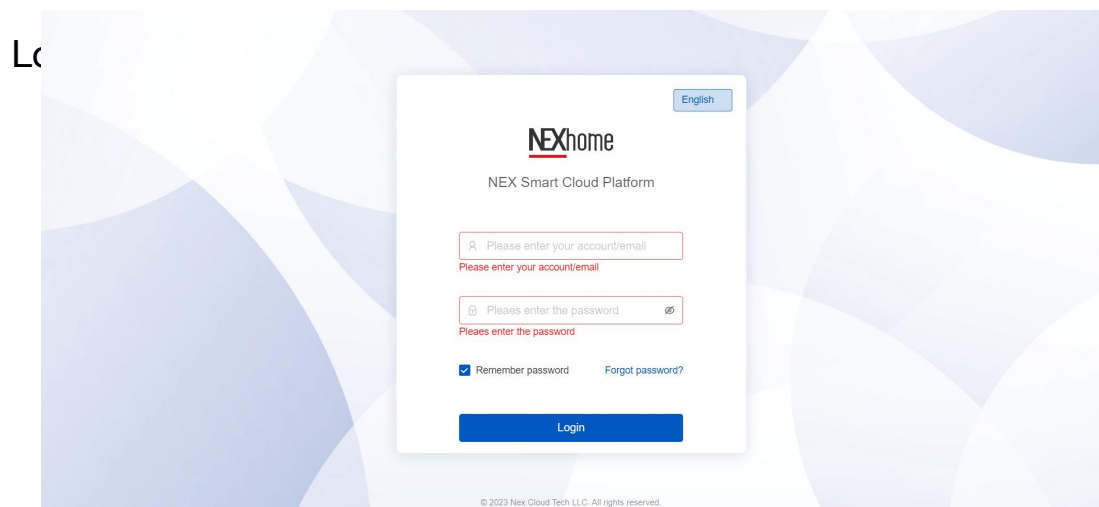 Lo
English
NEXhome
NEX Smart Cloud Platform
Please enter your account/email
Please enter your account/email
Pleaes enter the password
Pleaes enter the password
Remember password Forgot password?
Login
© 2023 Nex Cloud Tech LLC. All rights reserved.